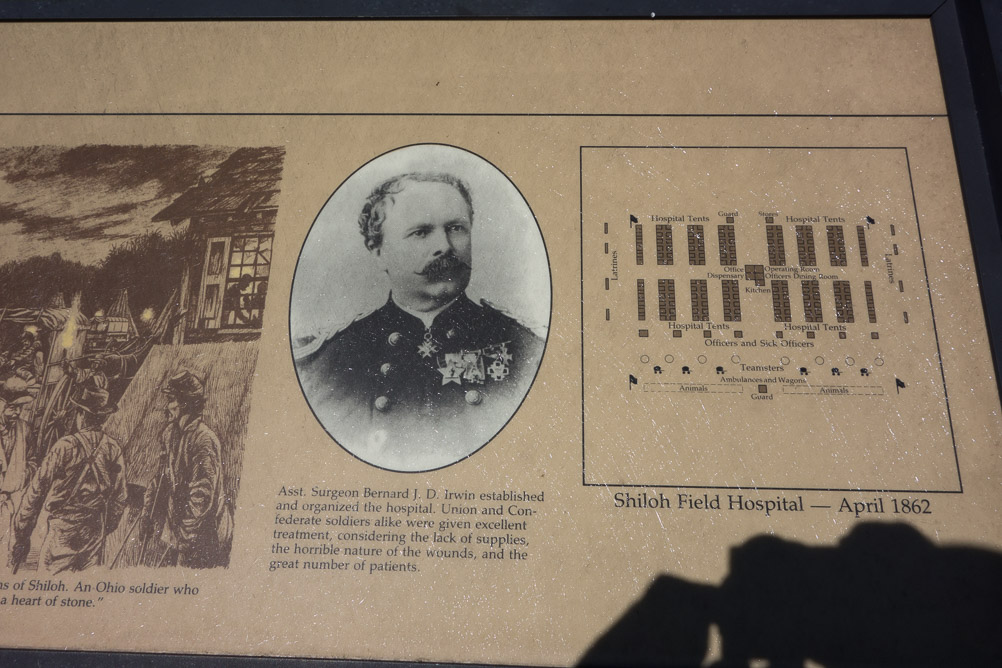 ns of Shiloh. An Ohio soldier who
a heart of stone."
Asst. Surgeon Bernard J. D. Irwin established
and organized the hospital. Union and Con-
federate soldiers alike were given excellent
treatment, considering the lack of supplies,
the horrible nature of the wounds, and the
great number of patients.
Guard
Stores
Hospital Tents
Hospital Tents
Latrines
Latrines
Office
Operating Room
Dispensary
Officers Dining Room
Kitchen
Hospital Tents
Hospital Tents
Officers and Sick Officers
Teamsters
Ambulances and Wagons
Animals
Animals
Guard
Shiloh Field Hospital — April 1862